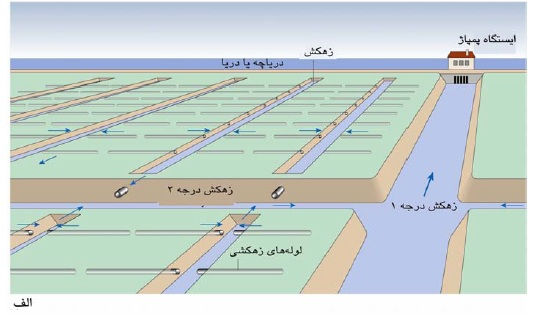 ایستگاه پمپاژ
زهکش
دریاچه یا دریا
زهکش درجه ۲
زهکش درجه ۱
لوله‌های زهکشی
الف